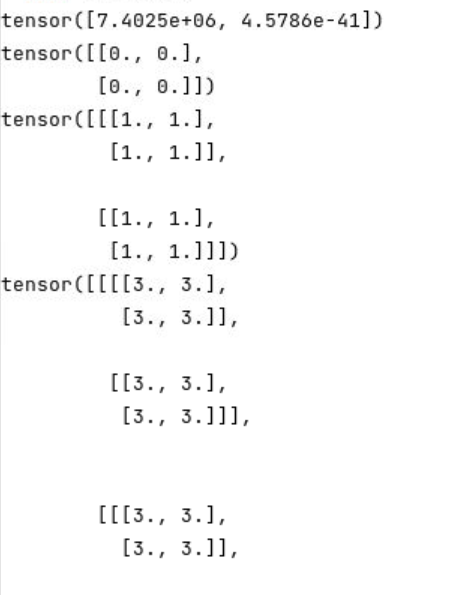 tensor([7.4025e+06, 4.5786e-41])
tensor([[0., 0.],
        [0., 0.]])
tensor([[[1., 1.],
         [1., 1.]],

        [[1., 1.],
         [1., 1.]]])
tensor([[[[3., 3.],
          [3., 3.]],

         [[3., 3.],
          [3., 3.]]],


        [[[3., 3.],
          [3., 3.]],